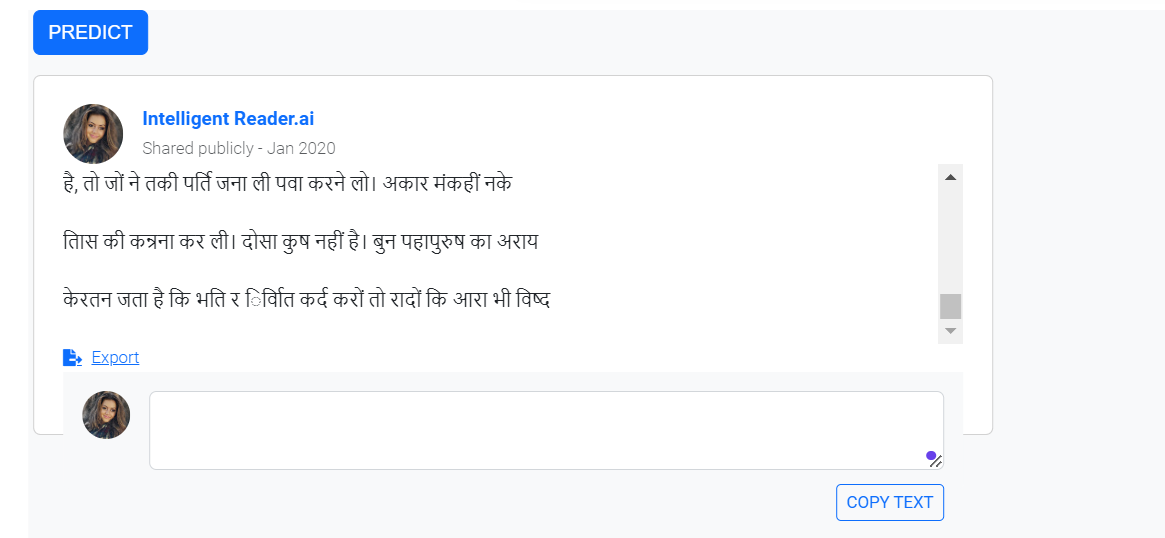 PREDICT
Intelligent Reader.ai
Shared publicly - Jan 2020
है, तो जों ने तकी पर्ति जना ली पवा करने लो। अकार मंकहीं नके
तिास की कन्नना कर ली। दोसा कुष नहीं है। बुन पहापुरुष का अराय
केरतन जता है कि भति र िर्विात कर्द करों तो रादों कि आरा भी विष्द
Export
COPY TEXT